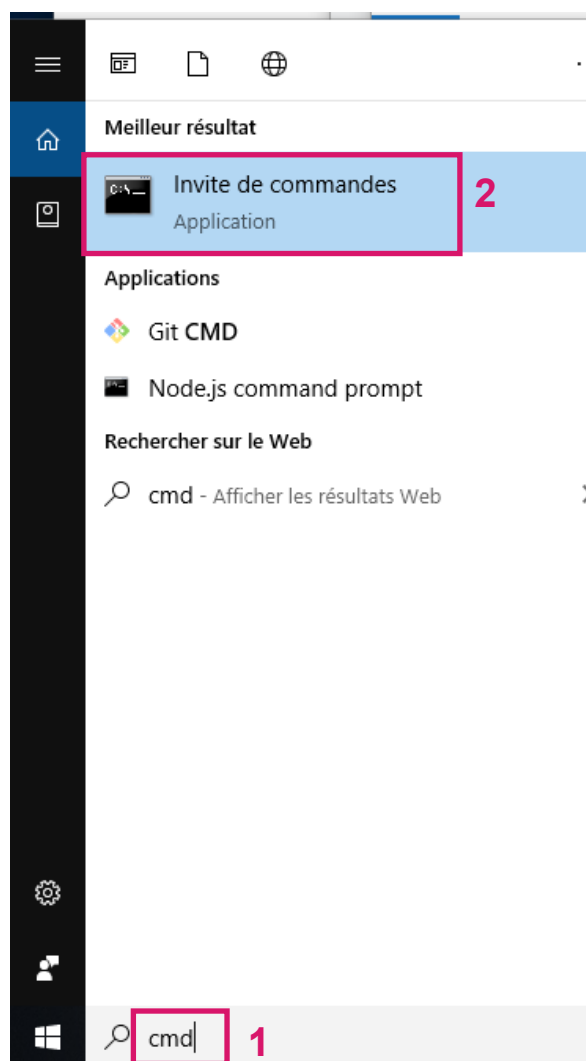 Meilleur résultat
Invite de commandes
Application
2
Applications
Git CMD
Node.js command prompt
Rechercher sur le Web
cmd - Afficher les résultats Web
cmd
1